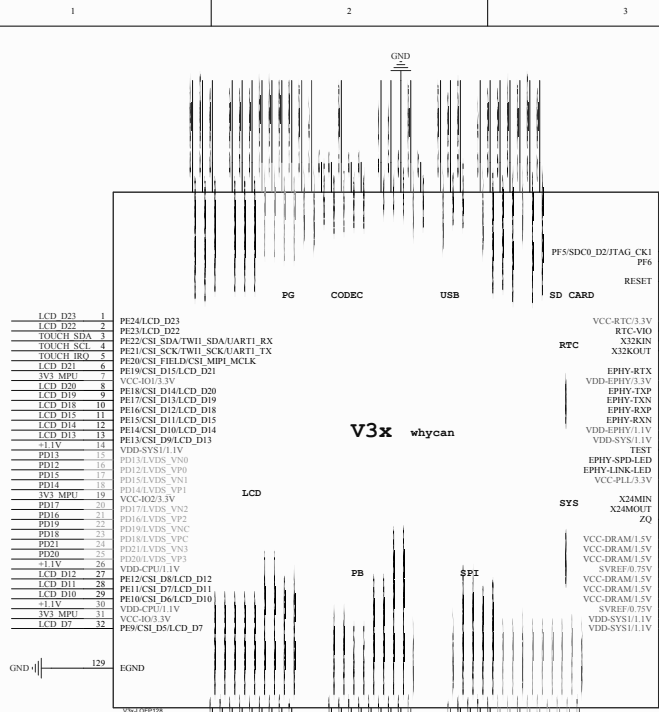 1 2 3
GND
PF5/SDC0_D2/JTAG_CK1
PF6
RESET
PG CODEC USB SD CARD
LCD_D23 1 PE24/LCD_D23
LCD_D22 2 PE23/LCD_D22
TOUCH_SDA 3 PE22/CSI_SDA/TWI1_SDA/UART1_RX
TOUCH_SCL 4 PE21/CSI_SCK/TWI1_SCK/UART1_TX
TOUCH_IRQ 5 PE20/CSI_FIELD/CSI_MIPI_MCLK
LCD_D21 6 PE19/CSI_D15/LCD_D21
3V3_MPU 7 VCC-IO1/3.3V
LCD_D20 8 PE18/CSI_D14/LCD_D20
LCD_D19 9 PE17/CSI_D13/LCD_D19
LCD_D18 10 PE16/CSI_D12/LCD_D18
LCD_D15 11 PE15/CSI_D11/LCD_D15
LCD_D14 12 PE14/CSI_D10/LCD_D14
LCD_D13 13 PE13/CSI_D9/LCD_D13
+1.1V 14 VDD-SYS1/1.1V
PD13 15 PD13/LVDS_VN0
PD12 16 PD12/LVDS_VP0
PD15 17 PD15/LVDS_VN1
PD14 18 PD14/LVDS_VP1
3V3_MPU 19 VCC-IO2/3.3V
PD17 20 PD17/LVDS_VN2
PD16 21 PD16/LVDS_VP2
PD19 22 PD19/LVDS_VNC
PD18 23 PD18/LVDS_VPC
PD21 24 PD21/LVDS_VN3
PD20 25 PD20/LVDS_VP3
+1.1V 26 VDD-CPU/1.1V
LCD_D12 27 PE12/CSI_D8/LCD_D12
LCD_D11 28 PE11/CSI_D7/LCD_D11
LCD_D10 29 PE10/CSI_D6/LCD_D10
+1.1V 30 VDD-CPU/1.1V
3V3_MPU 31 VCC-IO/3.3V
LCD_D7 32 PE9/CSI_D5/LCD_D7
GND 129 EGND
V3x whycan
LCD
PB SPI
RTC
SYS
VCC-RTC/3.3V
RTC-VIO
X32KIN
X32KOUT
EPHY-RTX
VDD-EPHY/3.3V
EPHY-TXP
EPHY-TXN
EPHY-RXP
EPHY-RXN
VDD-EPHY/1.1V
VDD-SYS/1.1V
TEST
EPHY-SPD-LED
EPHY-LINK-LED
VCC-PLL/3.3V
X24MIN
X24MOUT
ZQ
VCC-DRAM/1.5V
VCC-DRAM/1.5V
SVREF/0.75V
VCC-DRAM/1.5V
VCC-DRAM/1.5V
VCC-DRAM/1.5V
SVREF/0.75V
VDD-SYS1/1.1V
VDD-SYS1/1.1V
V3x-LQFP128